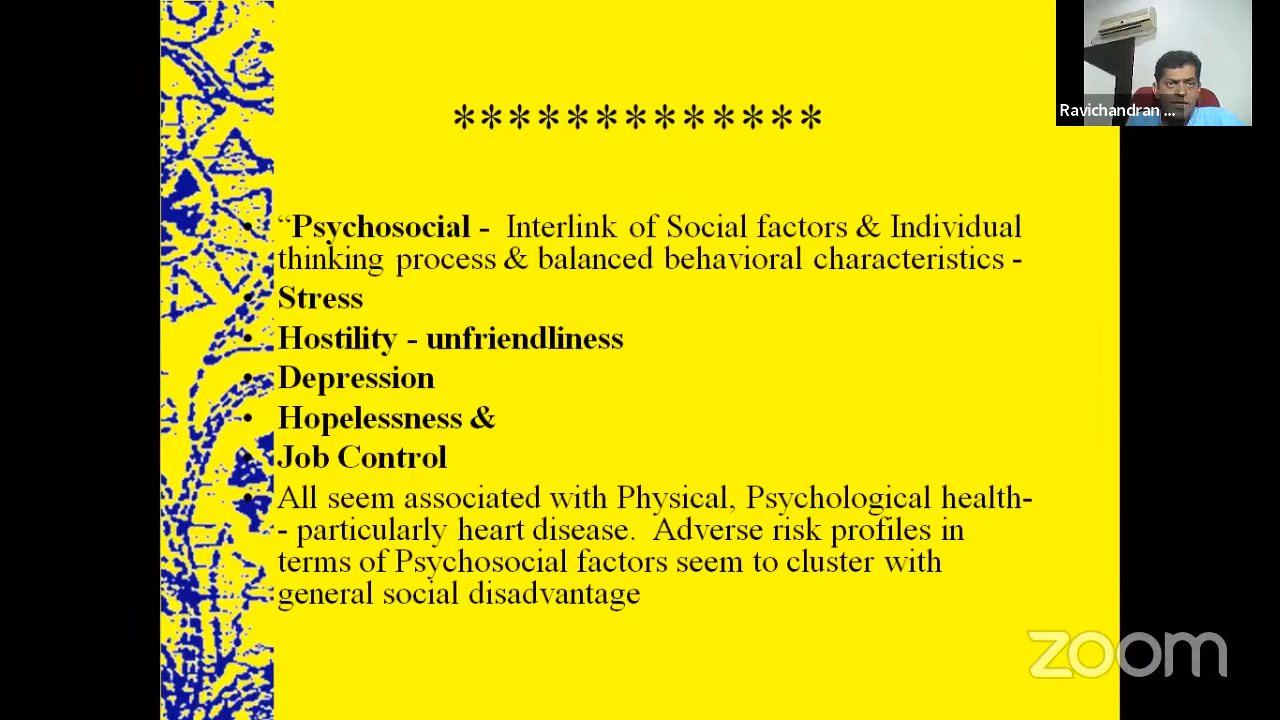 *************
Ravichandran ...
• “Psychosocial - Interlink of Social factors & Individual
thinking process & balanced behavioral characteristics -
• Stress
• Hostility - unfriendliness
• Depression
• Hopelessness &
• Job Control
• All seem associated with Physical, Psychological health-
- particularly heart disease. Adverse risk profiles in
terms of Psychosocial factors seem to cluster with
general social disadvantage
zoom